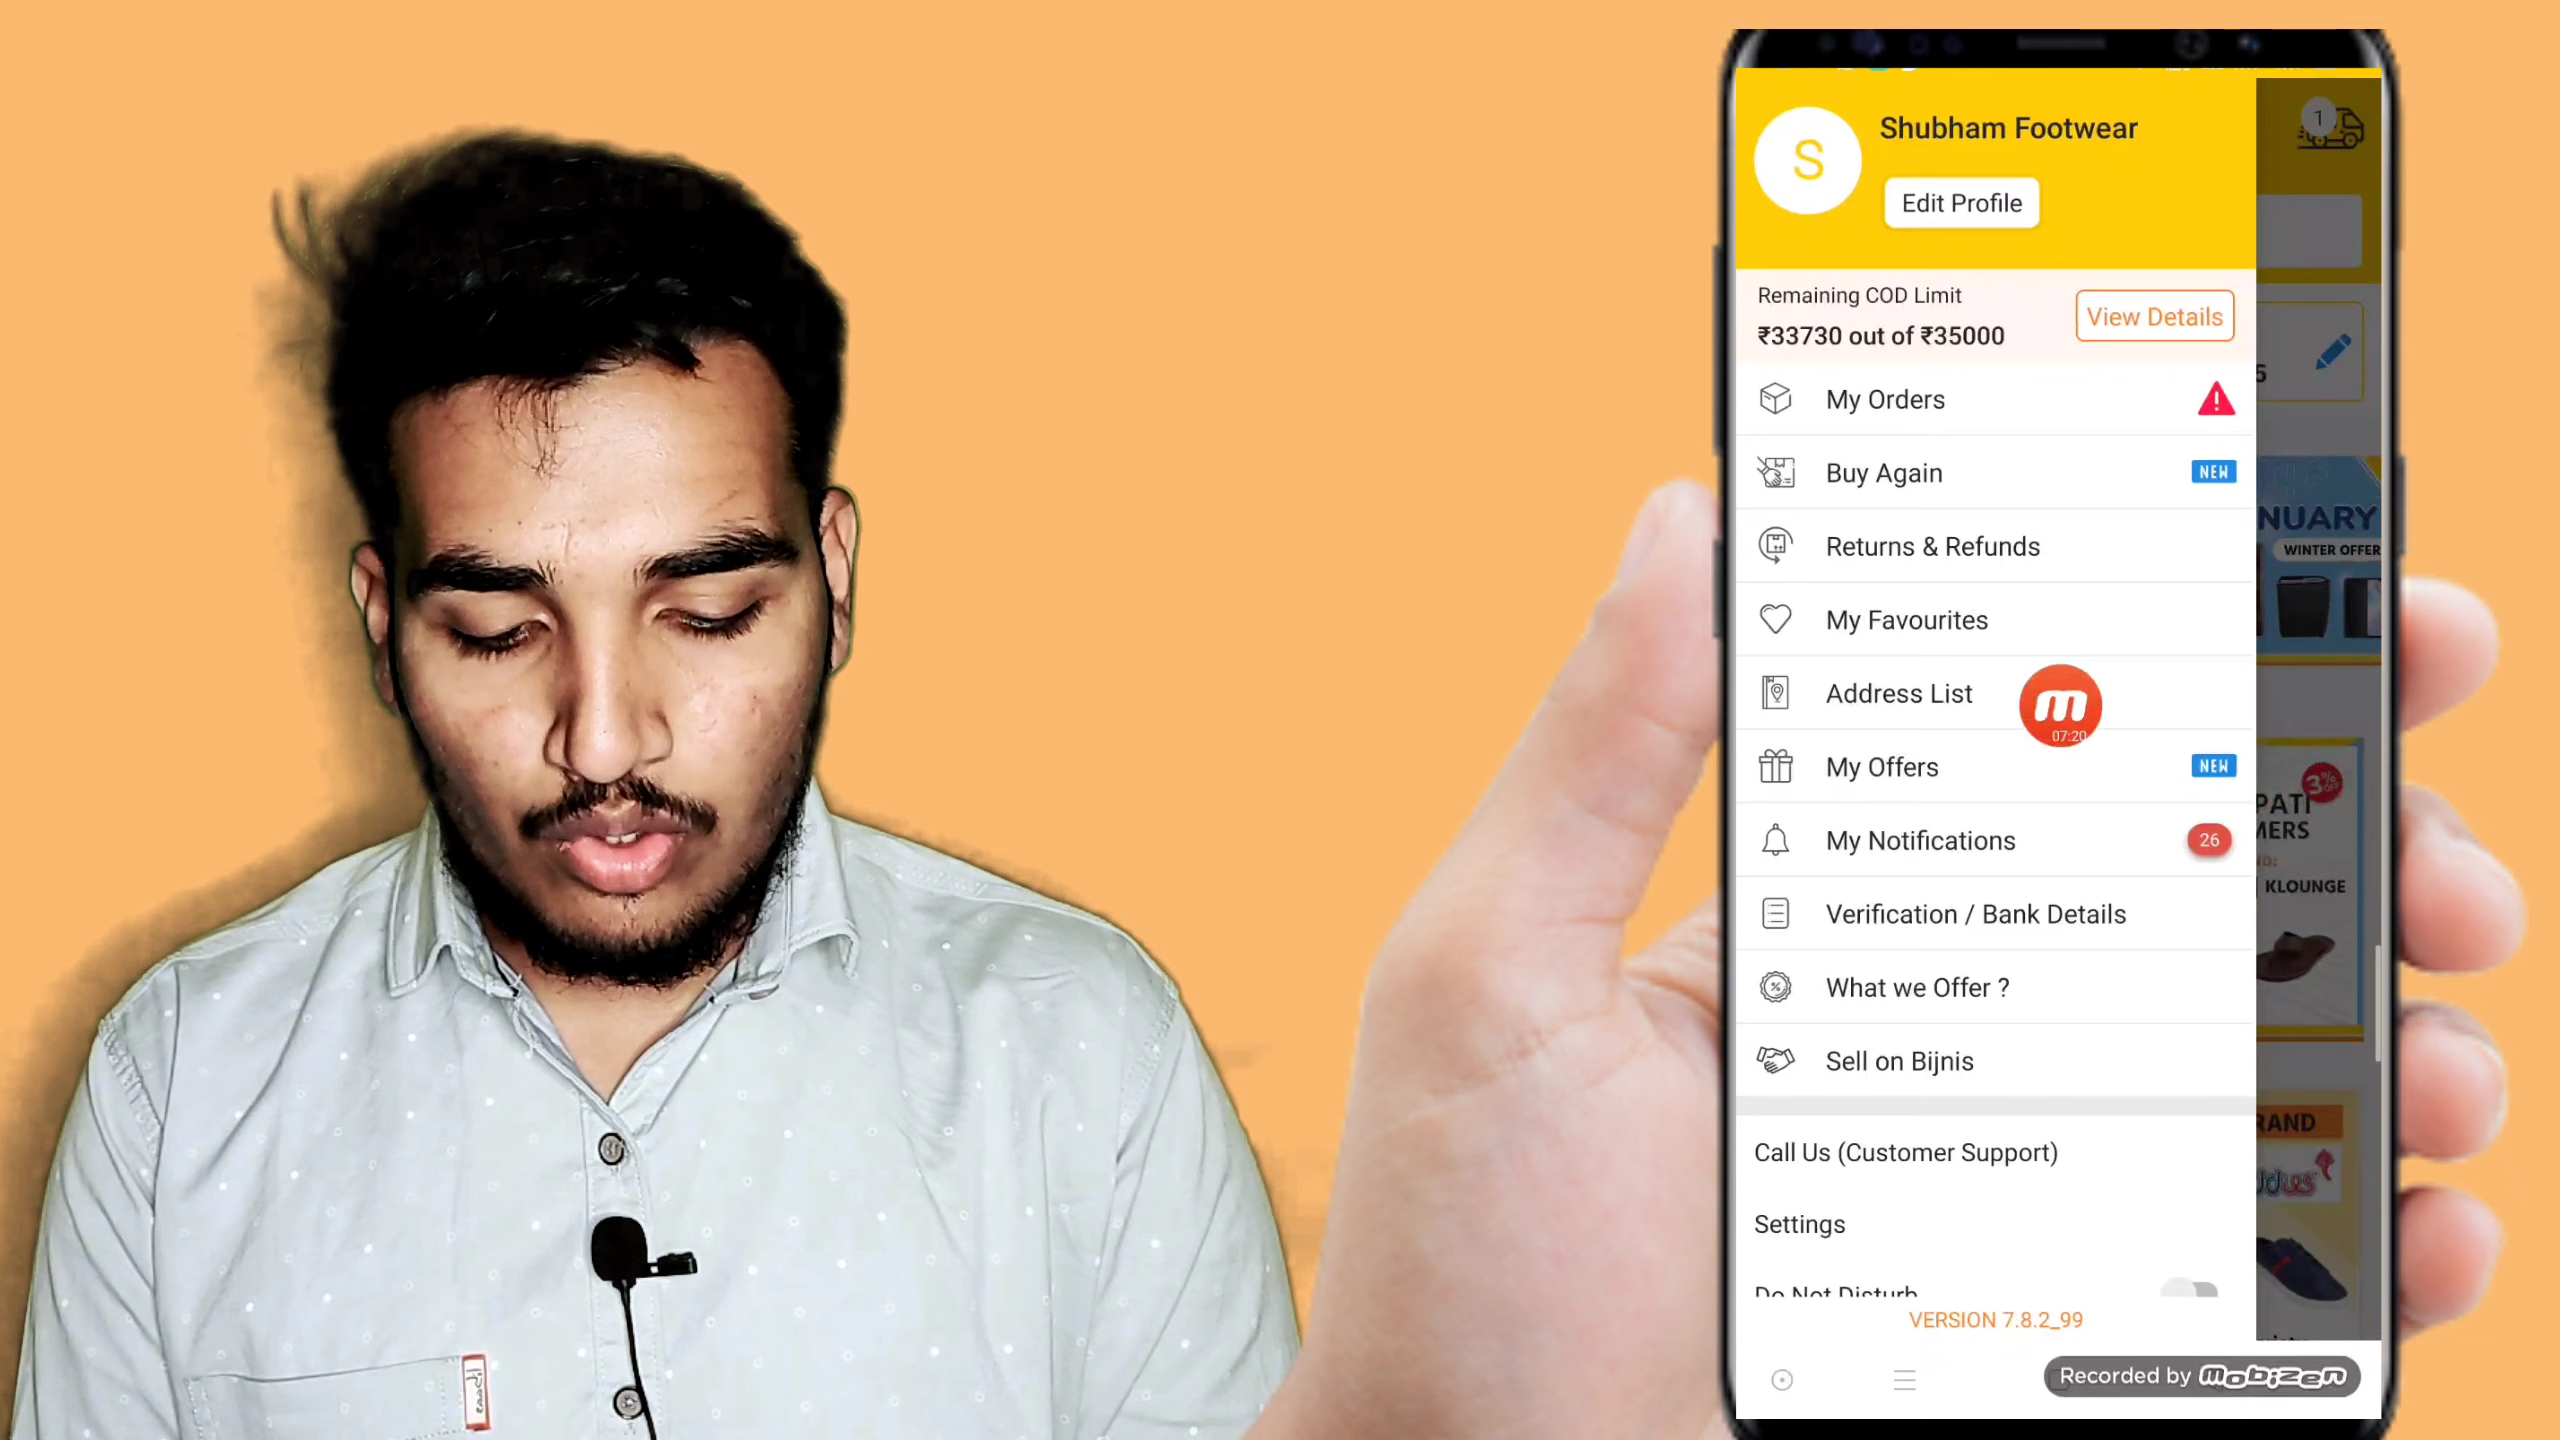 S
Shubham Footwear
Edit Profile
1
Remaining COD Limit
₹33730 out of ₹35000
View Details
5
My Orders
Buy Again
NEW
NUARY
WINTER OFFER
Returns & Refunds
My Favourites
Address List
m
07:20
My Offers
NEW
3%
PATI
MERS
My Notifications
26
KLOUNGE
Verification / Bank Details
What we Offer ?
Sell on Bijnis
RAND
Call Us (Customer Support)
Settings
Do Not Disturb
VERSION 7.8.2_99
Recorded by mobizen